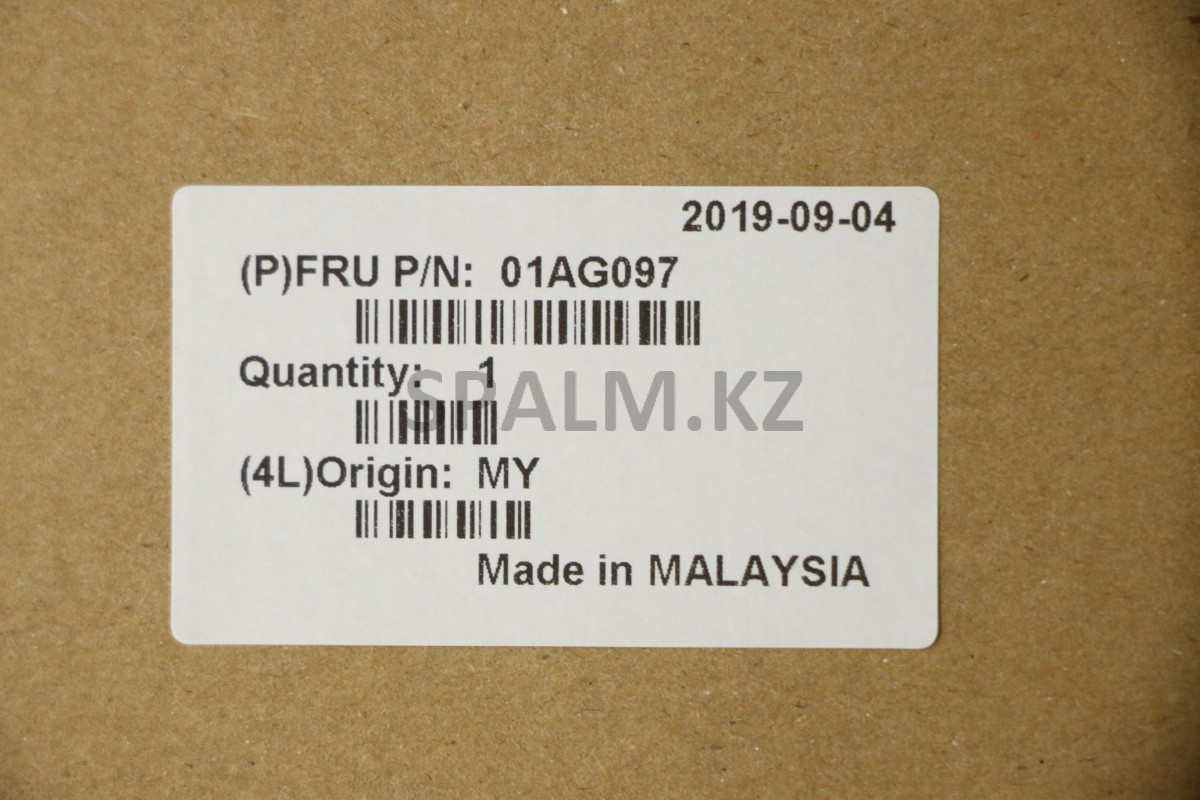 2019-09-04
(P)FRU P/N: 01AG097
Quantity: 1
SPALM.KZ
(4L)Origin: MY
Made in MALAYSIA